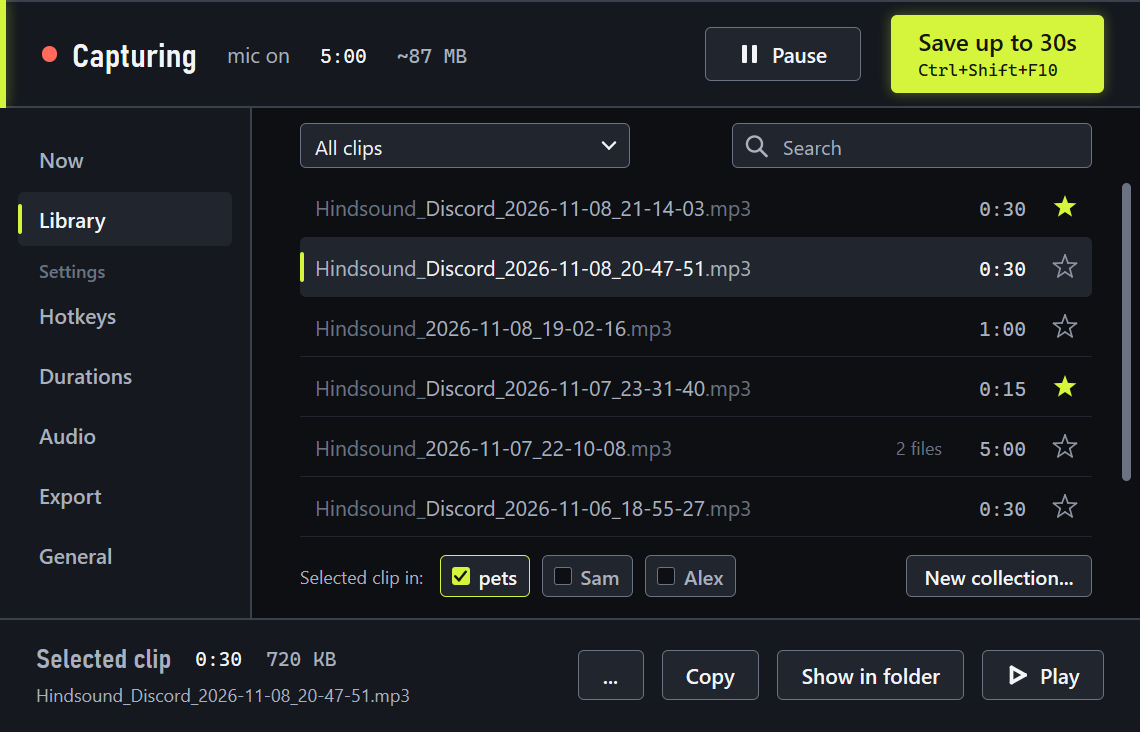 Capturing mic on 5:00 ~87 MB Pause Save up to 30s
Ctrl+Shift+F10
Now
Library
Settings
Hotkeys
Durations
Audio
Export
General
All clips Search
Hindsound_Discord_2026-11-08_21-14-03.mp3 0:30
Hindsound_Discord_2026-11-08_20-47-51.mp3 0:30
Hindsound_2026-11-08_19-02-16.mp3 1:00
Hindsound_Discord_2026-11-07_23-31-40.mp3 0:15
Hindsound_2026-11-07_22-10-08.mp3 2 files 5:00
Hindsound_Discord_2026-11-06_18-55-27.mp3 0:30
Selected clip in: pets Sam Alex New collection...
Selected clip 0:30 720 KB
Hindsound_Discord_2026-11-08_20-47-51.mp3
... Copy Show in folder Play